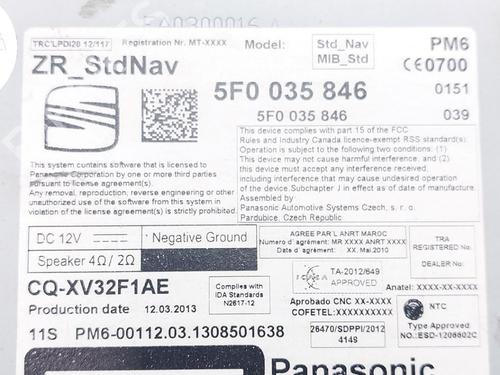 EA0300016 A
TRC/LPDI20 12/117
Registration Nr. MT-XXXX
Model:
Std_Nav
MIB_Std
PM6
CE0700
ZR_StdNav
5F0 035 846
0151
5F0 035 846
039
This device complies with part 15 of the FCC
Rules and Industry Canada licence-exempt RSS standard(s).
Operation is subject to the following two conditions: (1)
This device may not cause harmful interference, and (2)
this device must accept any interference received,
including interference that may cause undesired operation
of the device.Subchapter J in effect as of date of manufacture.
Assembled by:
Panasonic Automotive Systems Czech, s. r. o.
Pardubice, Czech Republic
This system contains software that is licensed to
Panasonic Corporation by one or more third parties
pursuant to license agreement(s).
Any removal, reproduction, reverse engineering or other
unauthorized use of the software from this system in
violation of the license agreement(s) is strictly prohibited.
DC 12V
Negative Ground
Speaker 4Ω/ 2Ω
AGREE PAR L'ANRT MAROC
Numéro d'agrément: MR XXXX ANRT XXXX
Date d'agrément: XX. Mai.2010
TRA
REGISTERED No:
DEALER No:
CQ-XV32F1AE
Production date 12.03.2013
Complies with
IDA Standards
N2617-12
TA-2012/649
APPROVED
Anatel: XXXX-XX-XXXX
Aprobado CNC XX-XXXX
COFETEL:XXXXXXXXXX
NTC
Type Approved
NO.:ESD-1206602C
11S PM6-00112.03.1308501638
26470/SDPPI/2012
4148
Panasonic